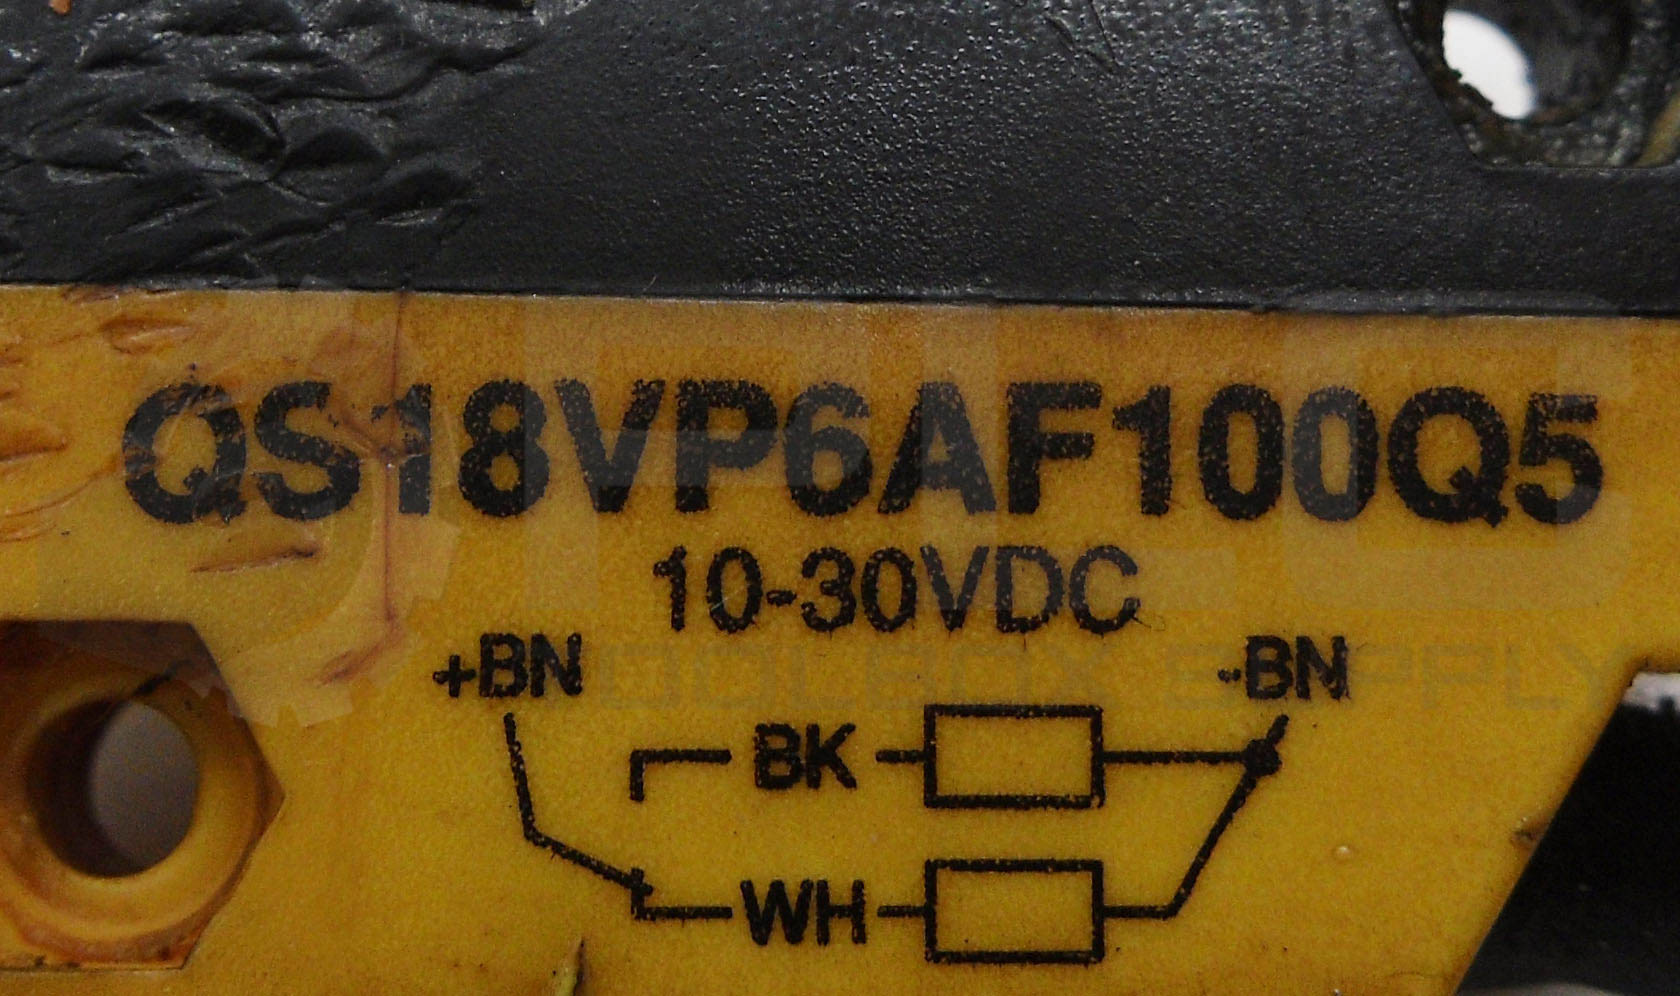 QS18VP6AF100Q5
10-30VDC
+BN -BN
BK
WH